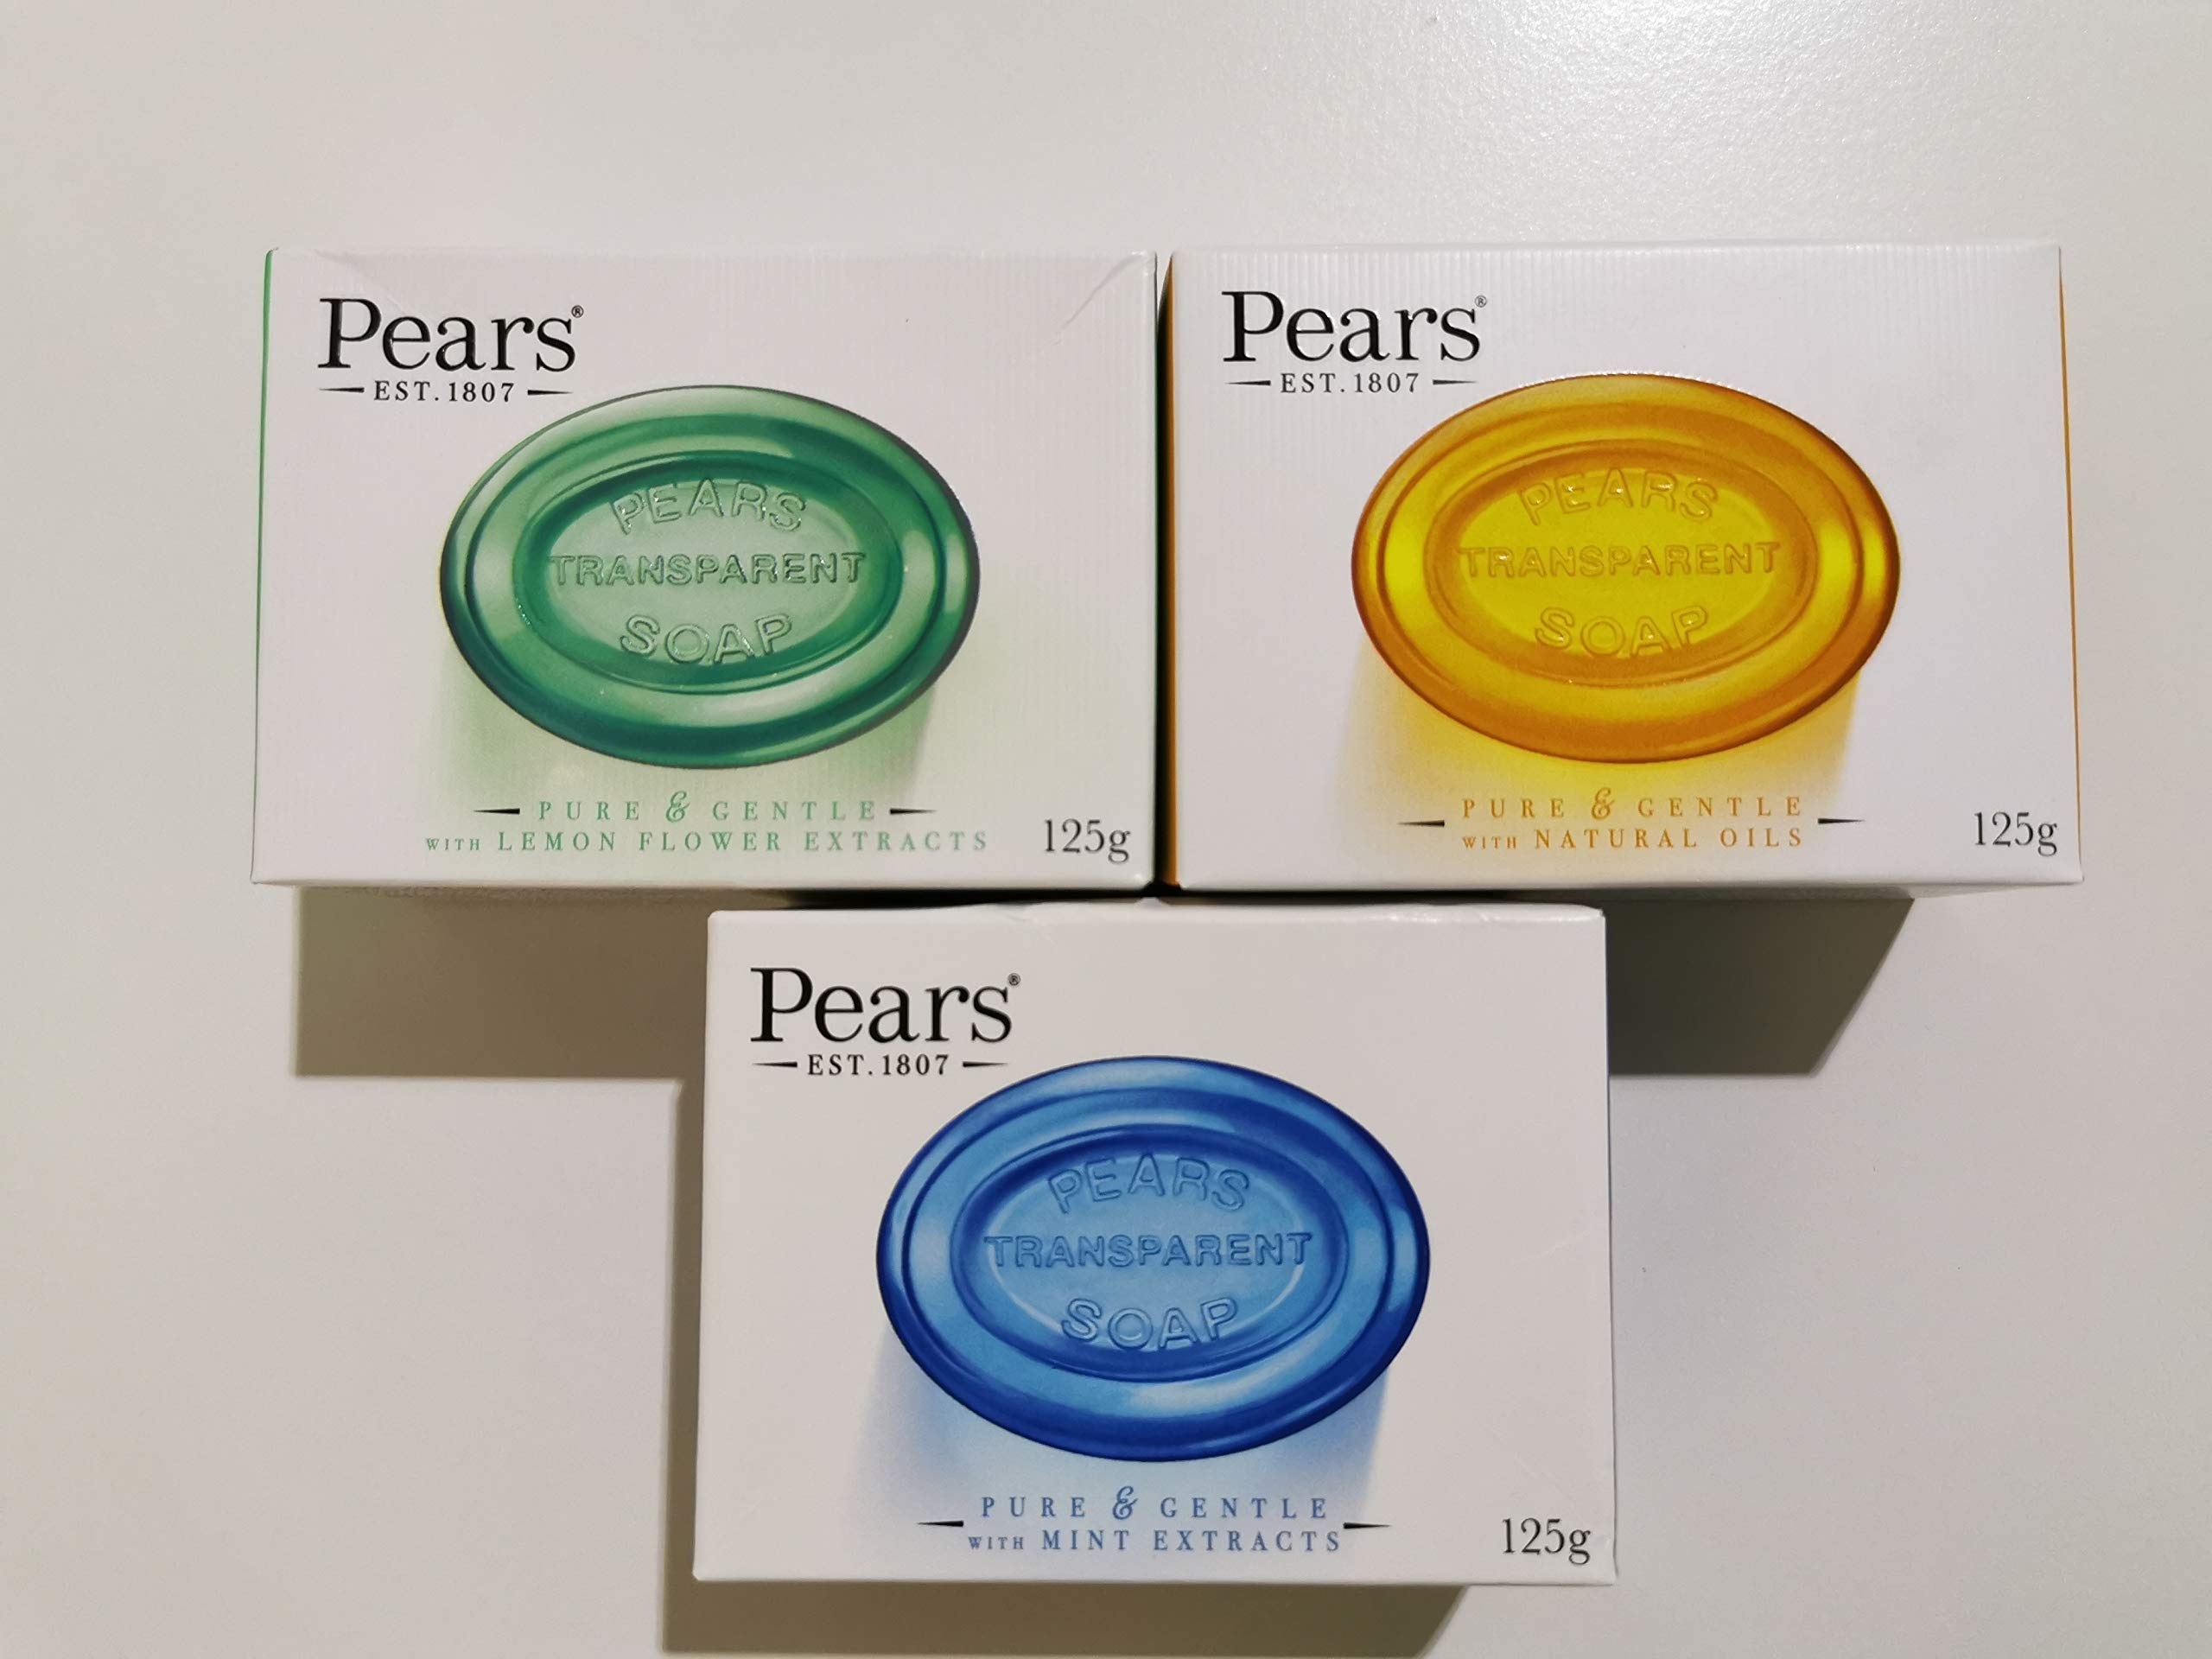 Pears®
EST. 1807
PEARS
TRANSPARENT
SOAP
PURE & GENTLE
WITH LEMON FLOWER EXTRACTS
125g
Pears®
EST. 1807
PEARS
TRANSPARENT
SOAP
PURE & GENTLE
WITH NATURAL OILS
125g
Pears®
EST. 1807
PEARS
TRANSPARENT
SOAP
PURE & GENTLE
WITH MINT EXTRACTS
125g